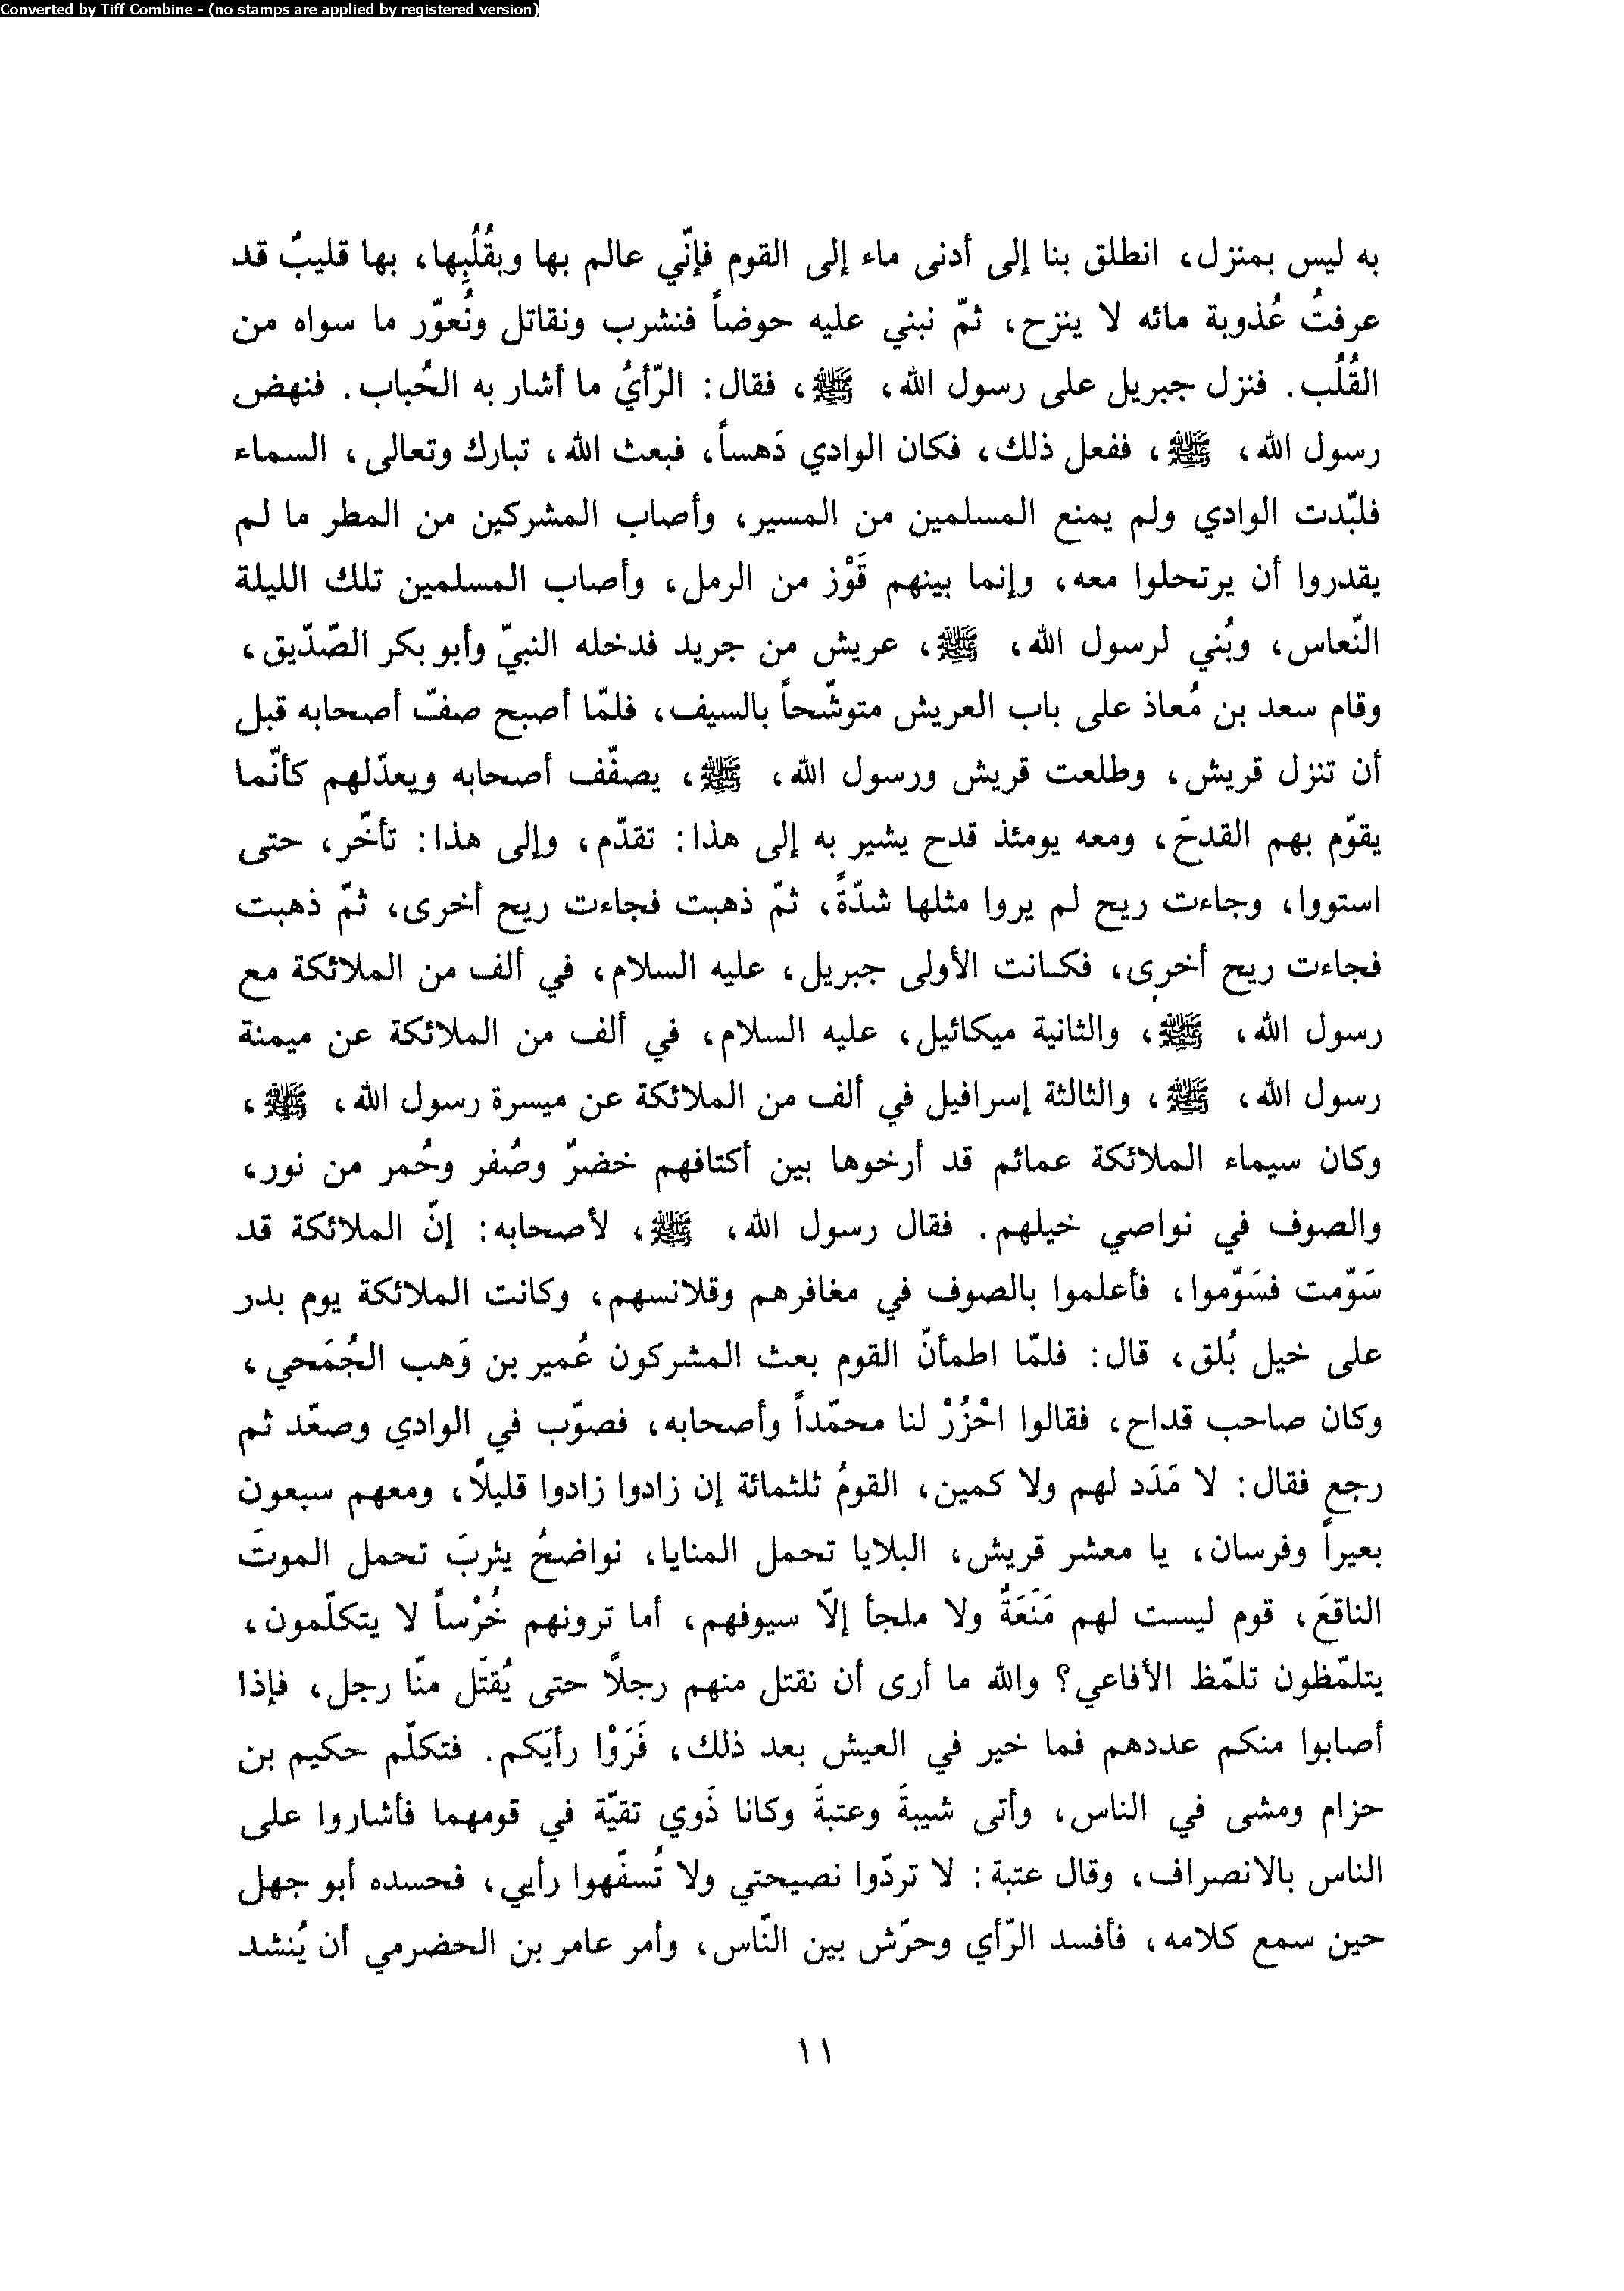 Converted by Tiff Combine - (no stamps are applied by registered version)
به ليس بمنزل، انطلق بنا إلى أدنى ماء إلى القوم فإنّي عالم بها وبقُلُبِها، بها قليبٌ قد
عرفتُ عُذوبة مائه لا ينزح، ثمّ نبني عليه حوضاً فنشرب ونقاتل ونُعوّر ما سواه من
القُلُب. فنزل جبريل على رسول الله، ﷺ، فقال: الرّأيُ ما أشار به الحُباب. فنهض
رسول الله، ﷺ، ففعل ذلك، فكان الوادي دَهساً، فبعث الله، تبارك وتعالى، السماء
فلبّدت الوادي ولم يمنع المسلمين من المسير، وأصاب المشركين من المطر ما لم
يقدروا أن يرتحلوا معه، وإنما بينهم قَوْز من الرمل، وأصاب المسلمين تلك الليلة
النّعاس، وبُني لرسول الله، ﷺ، عريش من جريد فدخله النبيّ وأبو بكر الصّدّيق،
وقام سعد بن مُعاذ على باب العريش متوشّحاً بالسيف، فلمّا أصبح صفّ أصحابه قبل
أن تنزل قريش، وطلعت قريش ورسول الله، ﷺ، يصفّف أصحابه ويعدّلهم كأنّما
يقوّم بهم القدحَ، ومعه يومئذ قدح يشير به إلى هذا: تقدّم، وإلى هذا: تأخّر، حتى
استووا، وجاءت ريح لم يروا مثلها شدّةً، ثمّ ذهبت فجاءت ريح أخرى، ثمّ ذهبت
فجاءت ريح أخرى، فكانت الأولى جبريل، عليه السلام، في ألف من الملائكة مع
رسول الله، ﷺ، والثانية ميكائيل، عليه السلام، في ألف من الملائكة عن ميمنة
رسول الله، ﷺ، والثالثة إسرافيل في ألف من الملائكة عن ميسرة رسول الله، ﷺ،
وكان سيماء الملائكة عمائم قد أرخوها بين أكتافهم خضرٌ وصُفر وحُمر من نور،
والصوف في نواصي خيلهم. فقال رسول الله، ﷺ، لأصحابه: إنّ الملائكة قد
سَوّمت فسَوّموا، فأعلموا بالصوف في مغافرهم وقلانسهم، وكانت الملائكة يوم بدر
على خيل بُلق، قال: فلمّا اطمأنّ القوم بعث المشركون عُمير بن وَهب الجُمَحي،
وكان صاحب قداح، فقالوا احْزُرْ لنا محمّداً وأصحابه، فصوّب في الوادي وصعّد ثم
رجع فقال: لا مَدَد لهم ولا كمين، القومُ ثلثمائة إن زادوا زادوا قليلًا، ومعهم سبعون
بعيراً وفرسان، يا معشر قريش، البلايا تحمل المنايا، نواضحُ يثربَ تحمل الموتَ
الناقعَ، قوم ليست لهم مَنَعَةٌ ولا ملجأ إلّا سيوفهم، أما ترونهم خُرْساً لا يتكلّمون،
يتلمّظون تلمّظ الأفاعي؟ والله ما أرى أن نقتل منهم رجلًا حتى يُقتَل منّا رجل، فإذا
أصابوا منكم عددهم فما خير في العيش بعد ذلك، فَرَوْا رأيَكم. فتكلّم حكيم بن
حزام ومشى في الناس، وأتى شيبةَ وعتبةَ وكانا ذَوي تقيّة في قومهما فأشاروا على
الناس بالانصراف، وقال عتبة: لا تردّوا نصيحتي ولا تُسفّهوا رأيي، فحسده أبو جهل
حين سمع كلامه، فأفسد الرّأي وحرّش بين النّاس، وأمر عامر بن الحضرمي أن يُنشد
١١